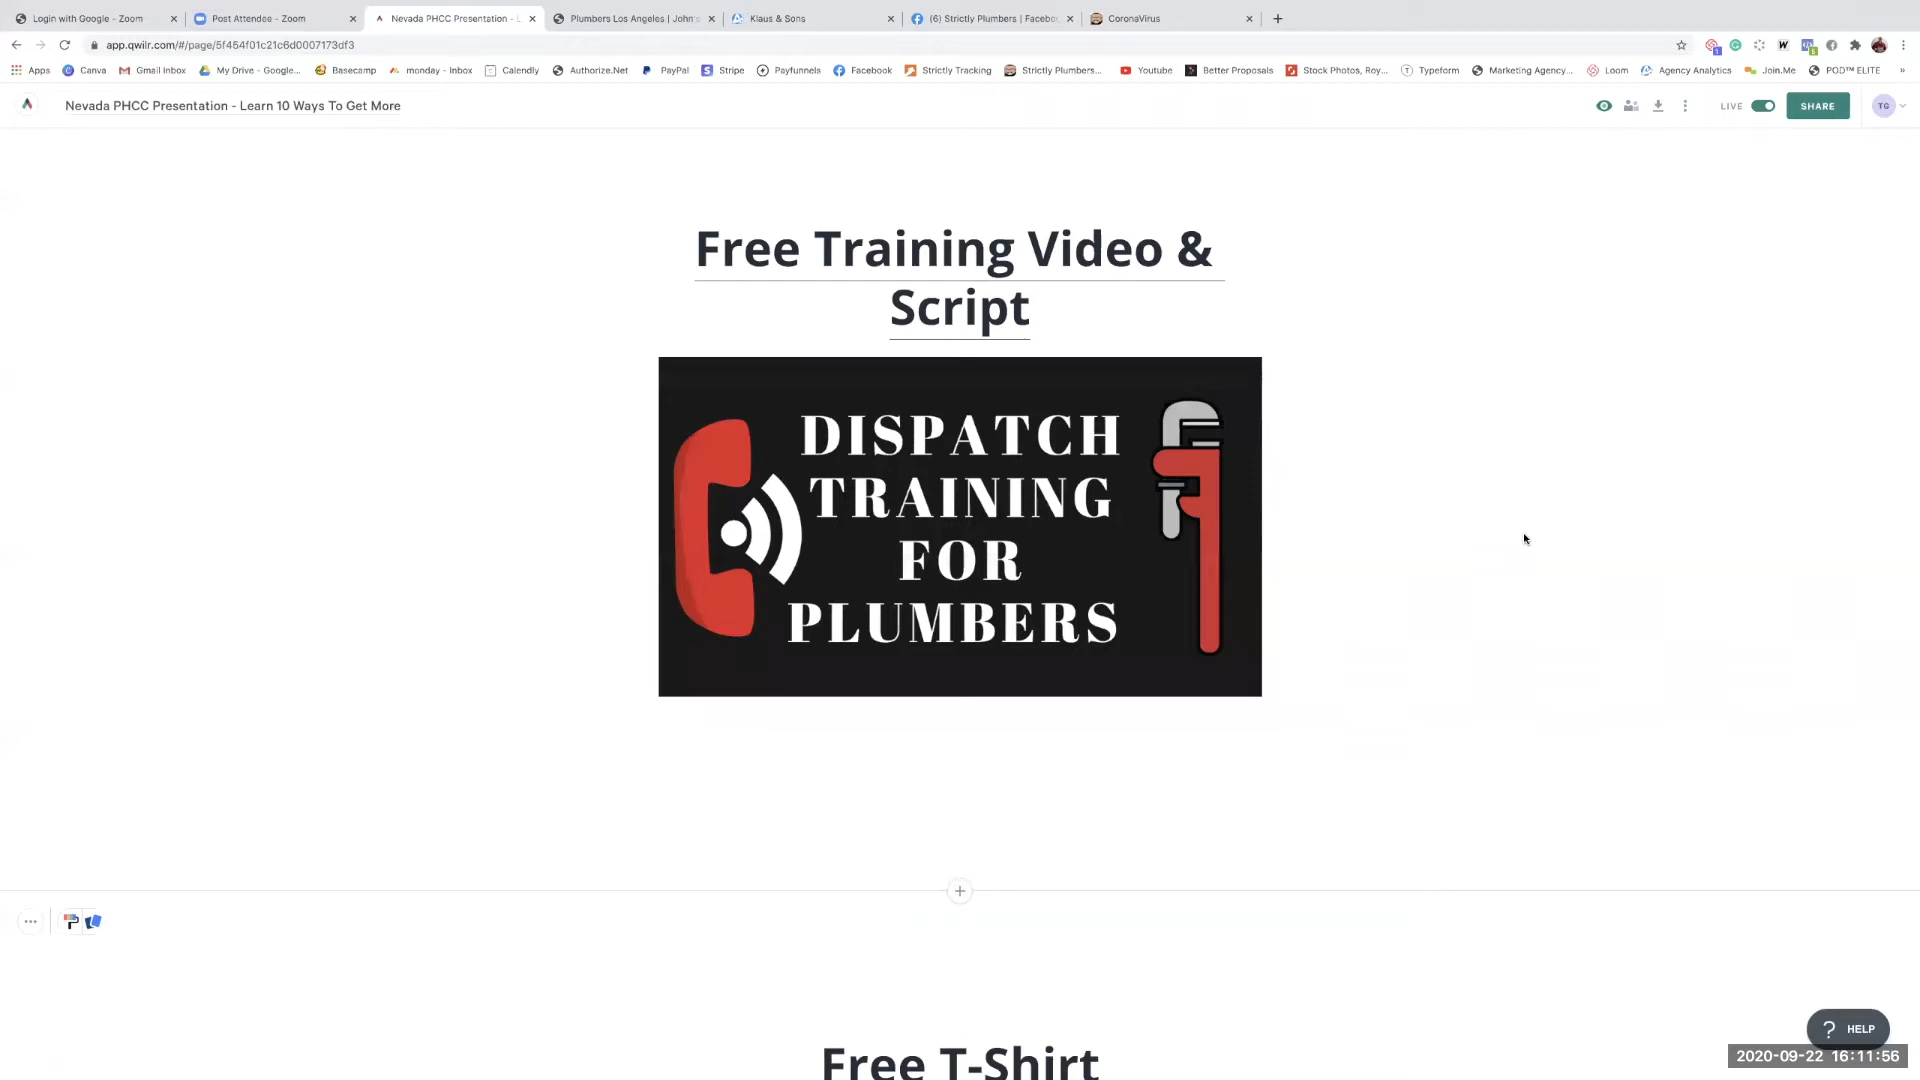 Login with Google - Zoom
Post Attendee - Zoom
Nevada PHCC Presentation - L
Plumbers Los Angeles | John's
Klaus & Sons
(6) Strictly Plumbers | Facebo
CoronaVirus
app.qwilr.com/#/page/5f454f01c21c6d0007173df3
Apps
Canva
Gmail Inbox
My Drive - Google...
Basecamp
monday - Inbox
Calendly
Authorize.Net
PayPal
Stripe
Payfunnels
Facebook
Strictly Tracking
Strictly Plumbers...
Youtube
Better Proposals
Stock Photos, Roy...
Typeform
Marketing Agency...
Loom
Agency Analytics
Join.Me
POD™ ELITE
»
Nevada PHCC Presentation - Learn 10 Ways To Get More
LIVE
SHARE
TG
Free Training Video &
Script
DISPATCH
TRAINING
FOR
PLUMBERS
Free T-Shirt
? HELP
2020-09-22 16:11:56